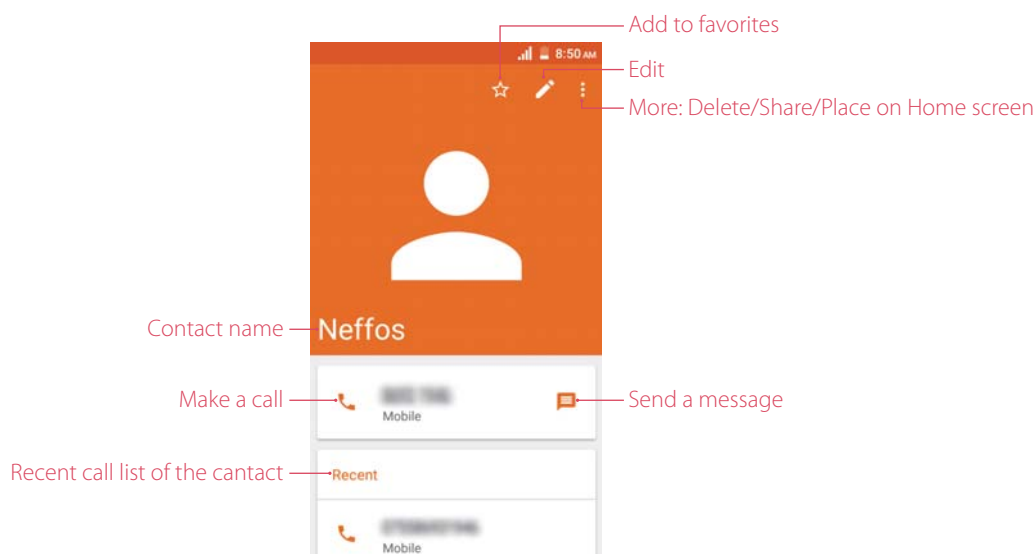 Add to favorites
8:50 AM
Edit
More: Delete/Share/Place on Home screen
Contact name
Neffos
Make a call
Mobile
Send a message
Recent call list of the cantact
Recent
Mobile